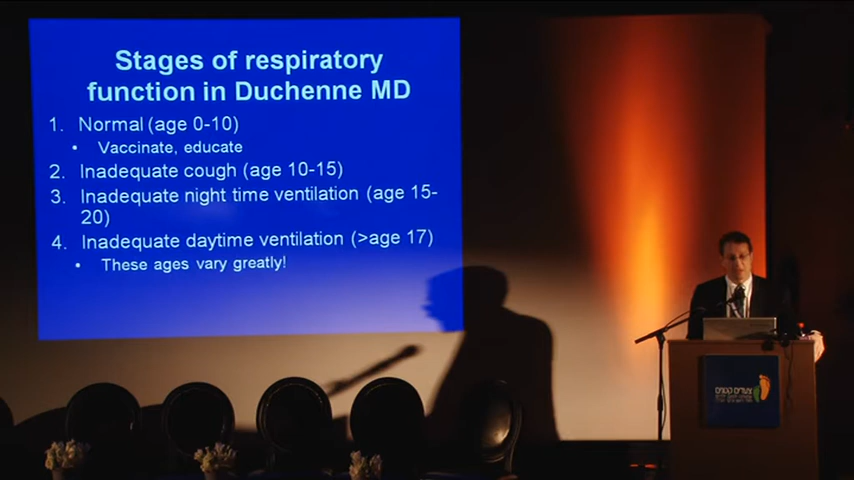 Stages of respiratory
function in Duchenne MD
1. Normal (age 0-10)
• Vaccinate, educate
2. Inadequate cough (age 10-15)
3. Inadequate night time ventilation (age 15-
20)
4. Inadequate daytime ventilation (>age 17)
• These ages vary greatly!
צעדים קטנים